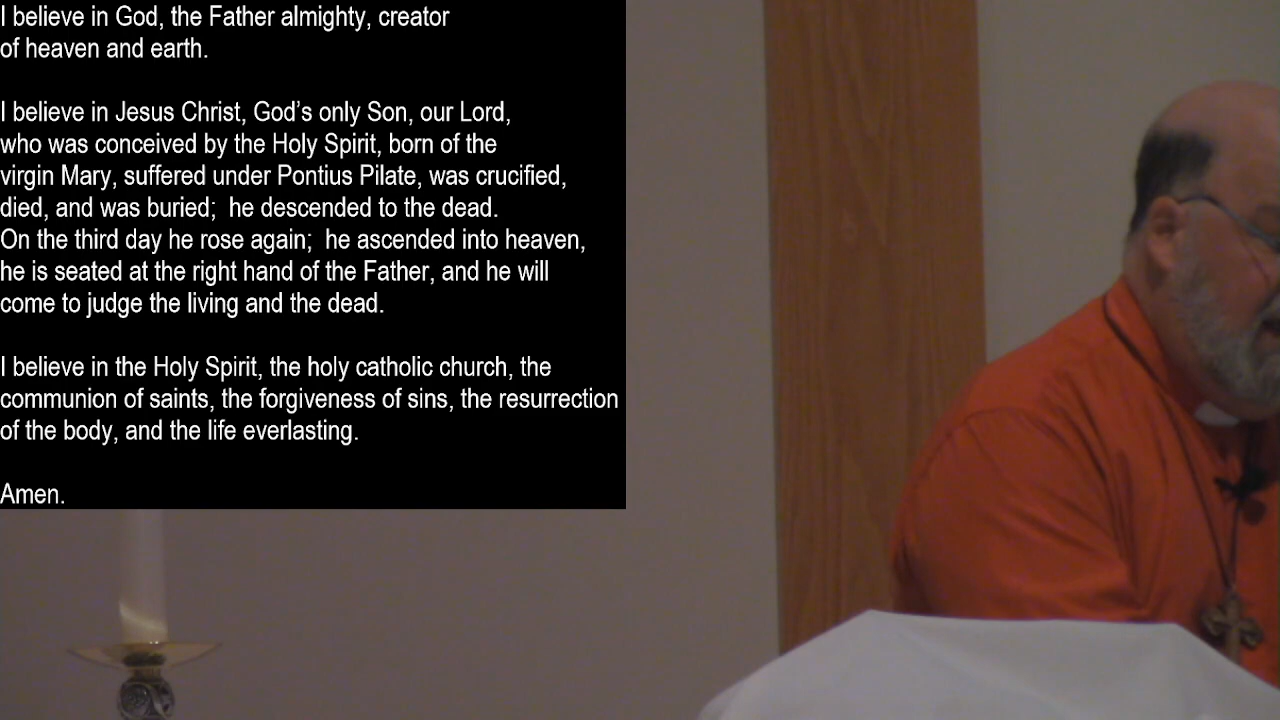 I believe in God, the Father almighty, creator
of heaven and earth.
I believe in Jesus Christ, God’s only Son, our Lord,
who was conceived by the Holy Spirit, born of the
virgin Mary, suffered under Pontius Pilate, was crucified,
died, and was buried;  he descended to the dead.
On the third day he rose again;  he ascended into heaven,
he is seated at the right hand of the Father, and he will
come to judge the living and the dead.
I believe in the Holy Spirit, the holy catholic church, the
communion of saints, the forgiveness of sins, the resurrection
of the body, and the life everlasting.
Amen.